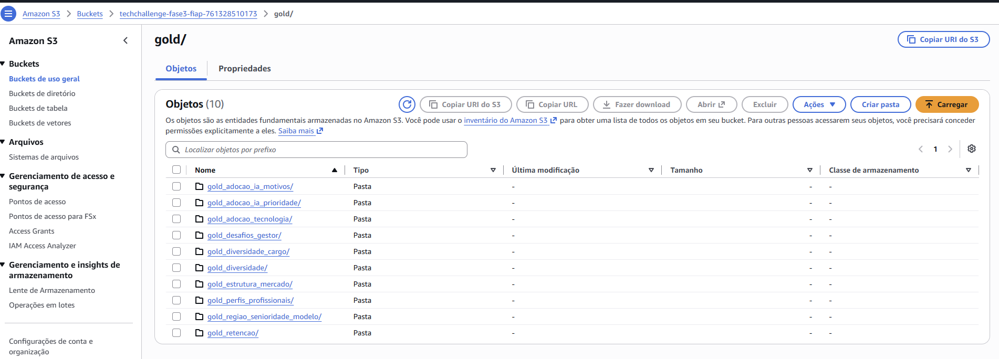 Amazon S3 > Buckets > techchallenge-fase3-fiap-761328510173 > gold/
Amazon S3
Buckets
Buckets de uso geral
Buckets de diretório
Buckets de tabela
Buckets de vetores
Arquivos
Sistemas de arquivos
Gerenciamento de acesso e
segurança
Pontos de acesso
Pontos de acesso para FSx
Access Grants
IAM Access Analyzer
Gerenciamento e insights de
armazenamento
Lente de Armazenamento
Operações em lotes
Configurações de conta e
organização
gold/
Copiar URI do S3
Objetos Propriedades
Objetos (10)
Copiar URI do S3 Copiar URL Fazer download Abrir Excluir Ações Criar pasta Carregar
Os objetos são as entidades fundamentais armazenadas no Amazon S3. Você pode usar o inventário do Amazon S3 para obter uma lista de todos os objetos em seu bucket. Para outras pessoas acessarem seus objetos, você precisará conceder
permissões explicitamente a eles. Saiba mais
Localizar objetos por prefixo
1
Nome Tipo Última modificação Tamanho Classe de armazenamento
gold_adocao_ia_motivos/ Pasta - - -
gold_adocao_ia_prioridade/ Pasta - - -
gold_adocao_tecnologia/ Pasta - - -
gold_desafios_gestor/ Pasta - - -
gold_diversidade_cargo/ Pasta - - -
gold_diversidade/ Pasta - - -
gold_estrutura_mercado/ Pasta - - -
gold_perfis_profissionais/ Pasta - - -
gold_regiao_senioridade_modelo/ Pasta - - -
gold_retencao/ Pasta - - -